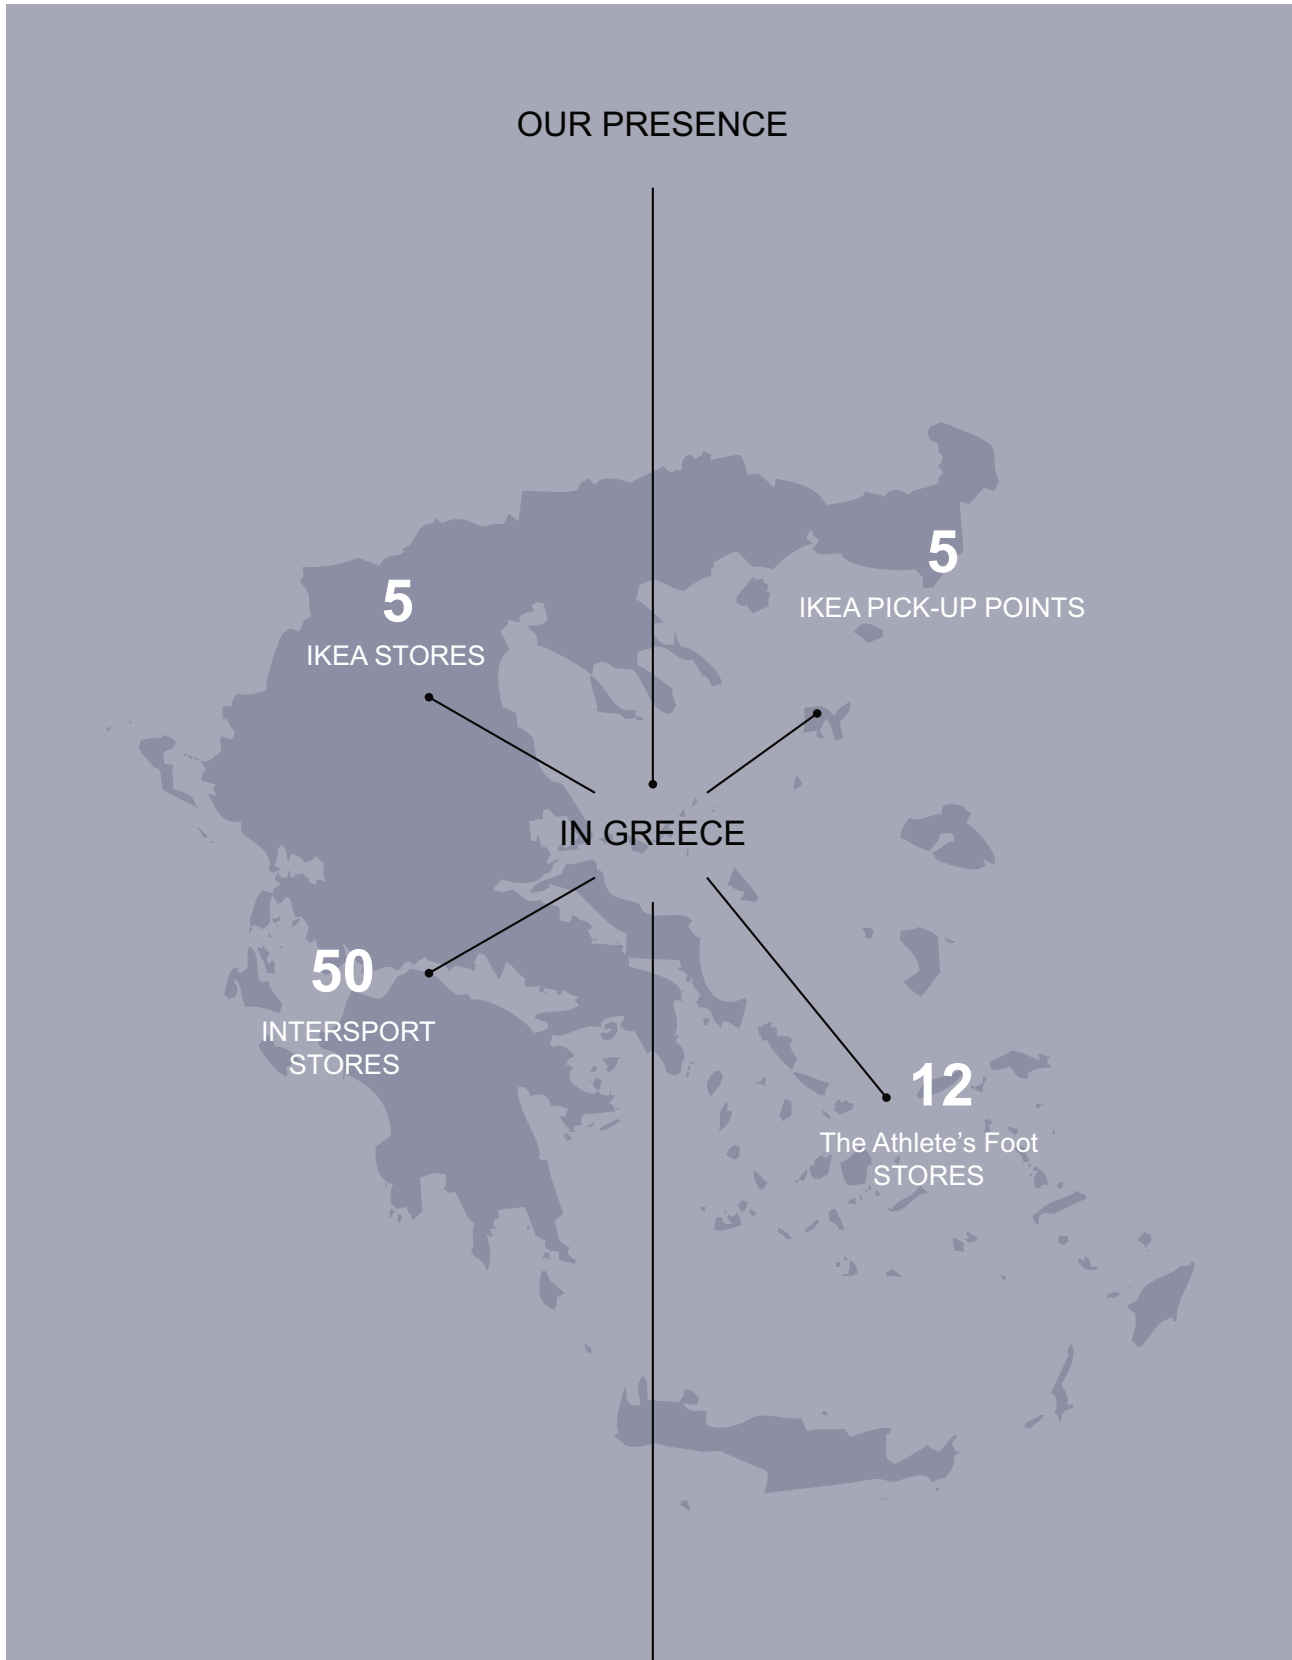 OUR PRESENCE
5
IKEA STORES
5
IKEA PICK-UP POINTS
IN GREECE
50
INTERSPORT
STORES
12
The Athlete's Foot
STORES